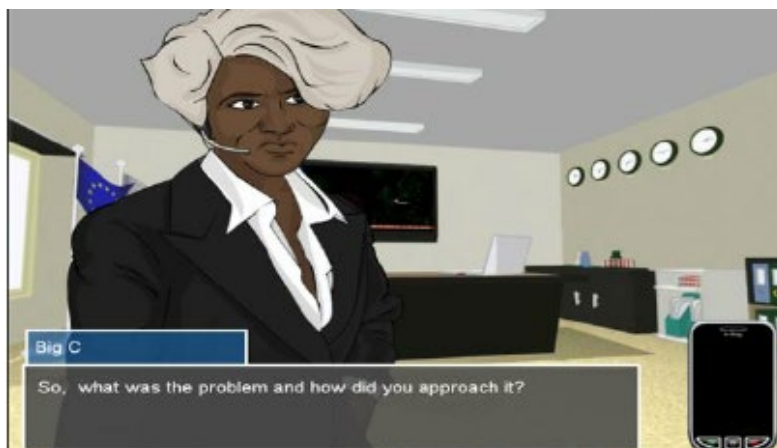 Big C
So, what was the problem and how did you approach it?